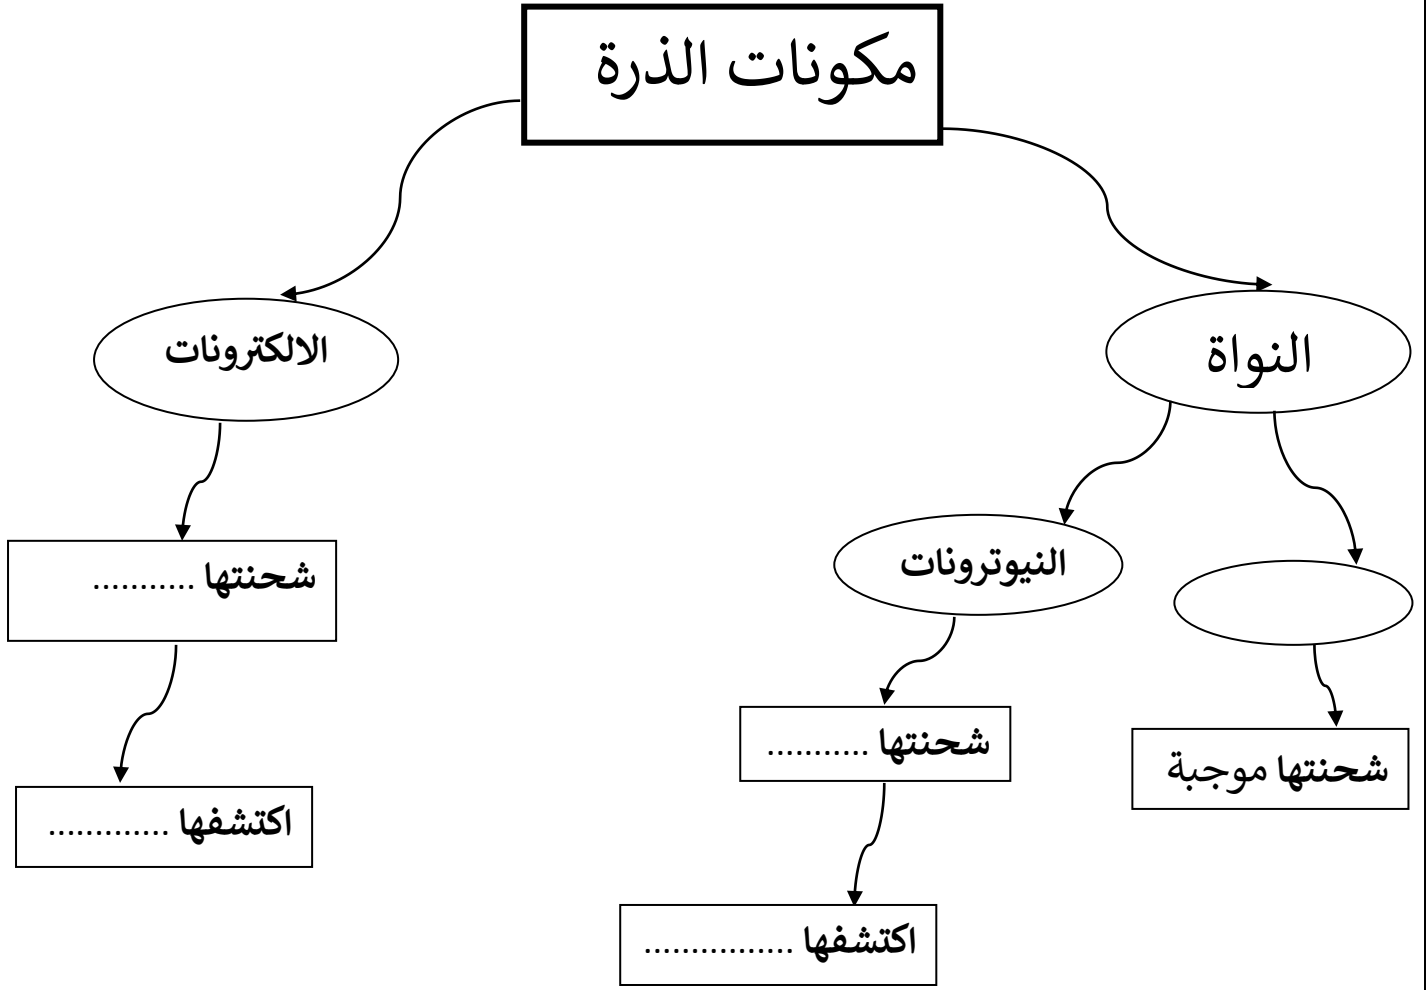 مكونات الذرة
النواة
الالكترونات
النيوترونات
شحنتها ...........
شحنتها ...........
شحنتها موجبة
اكتشفها .............
اكتشفها ................